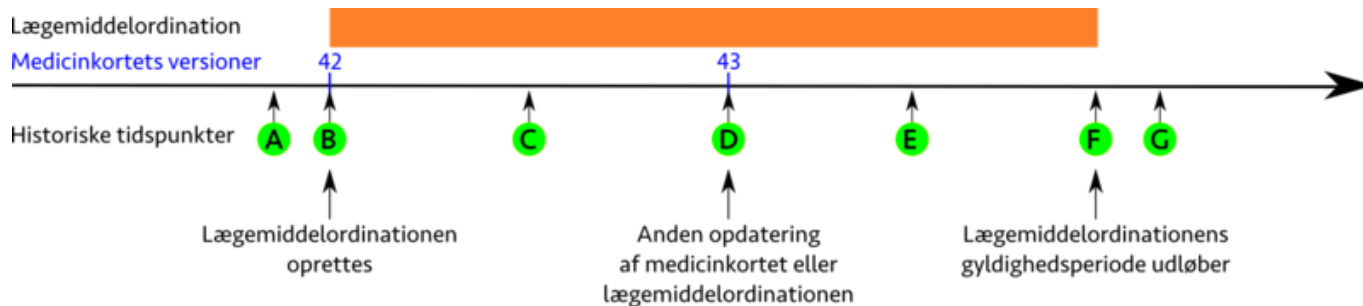 Lægemiddelordination
Medicinkortets versioner
42
43
Historiske tidspunkter
A
B
C
D
E
F
G
Lægemiddelordinationen
oprettes
Anden opdatering
af medicinkortet eller
lægemiddelordinationen
Lægemiddelordinationens
gyldighedsperiode udløber